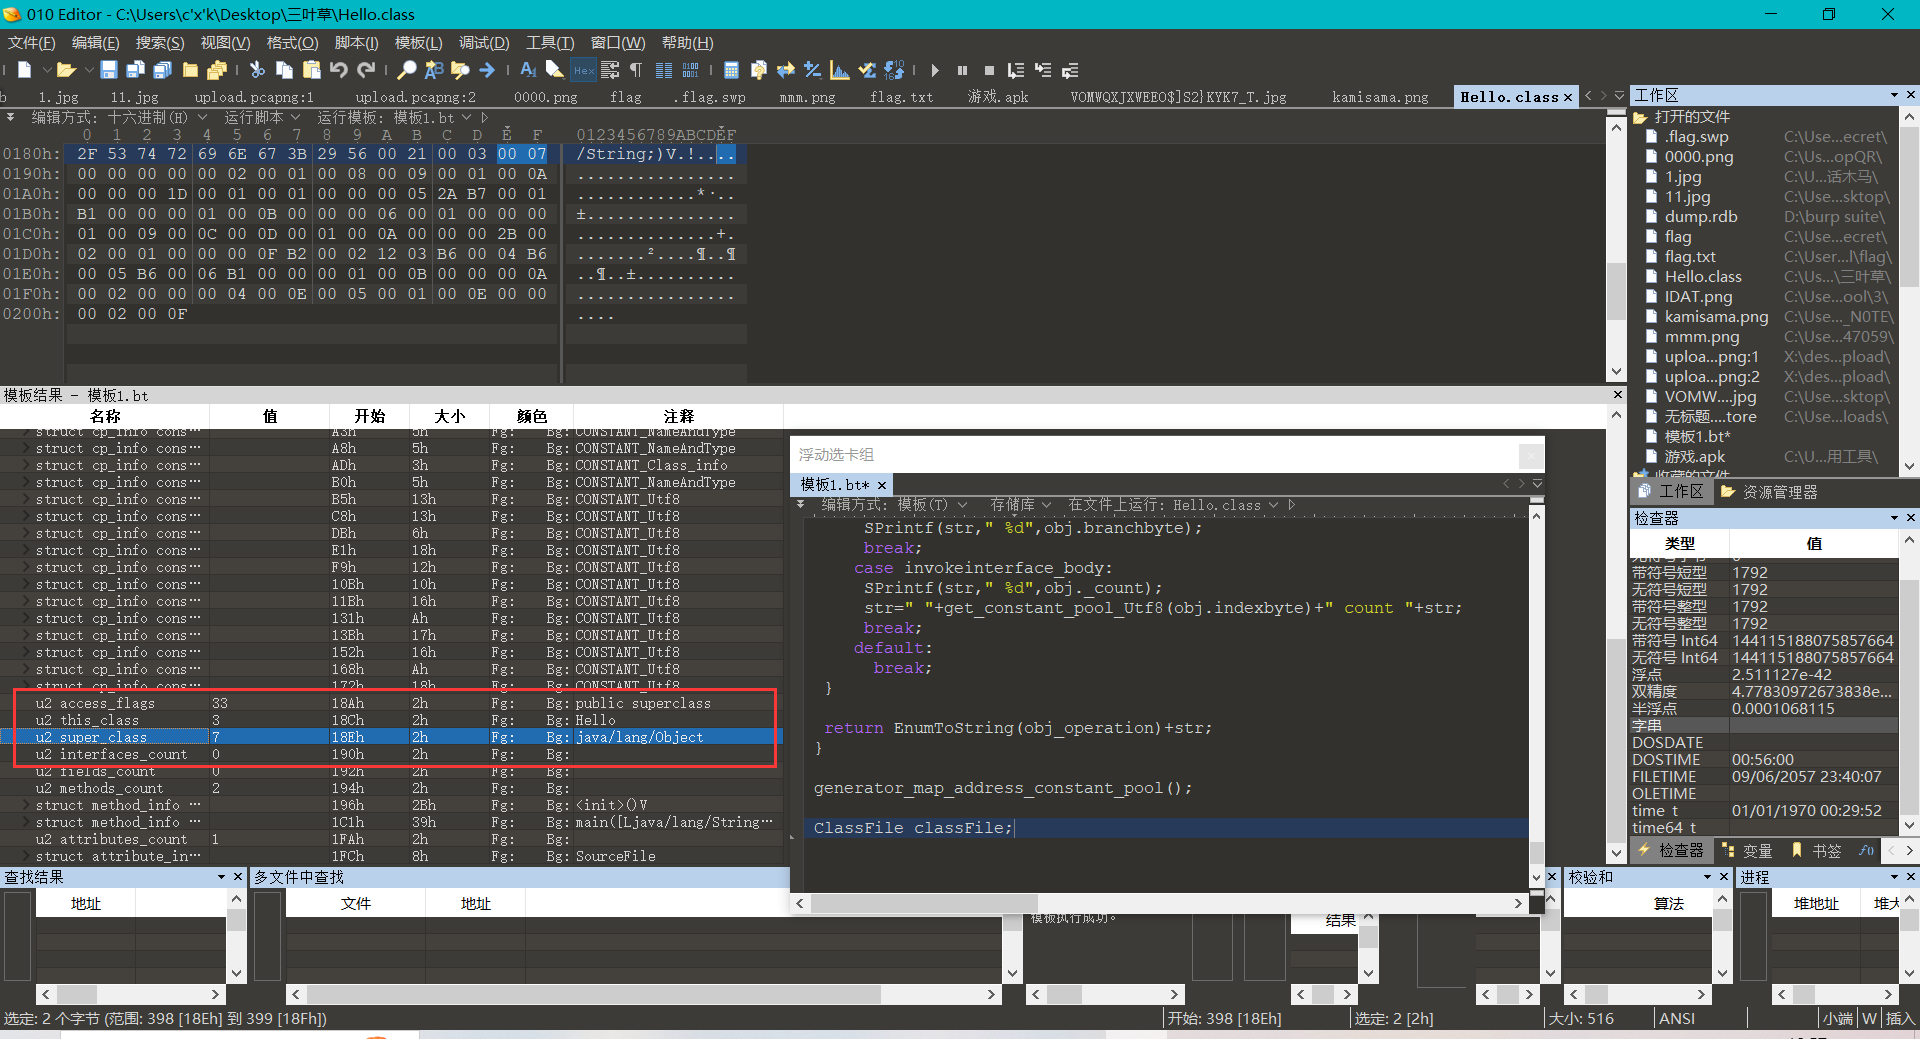 010 Editor - C:\Users\c'x'k\Desktop\三叶草\Hello.class
文件(F) 编辑(E) 搜索(S) 视图(V) 格式(O) 脚本(I) 模板(L) 调试(D) 工具(T) 窗口(W) 帮助(H)
b 1.jpg 11.jpg upload.pcapng:1 upload.pcapng:2 0000.png flag .flag.swp mmm.png flag.txt 游戏.apk VOMWQXJXWEEO$]S2}KYK7_T.jpg kamisama.png Hello.class
编辑方式: 十六进制(H) 运行脚本 运行模板: 模板1.bt
0 1 2 3 4 5 6 7 8 9 A B C D E F 0123456789ABCDEF
0180h: 2F 53 74 72 69 6E 67 3B 29 56 00 21 00 03 00 07 /String;)V.!....
0190h: 00 00 00 00 00 02 00 01 00 08 00 09 00 01 00 0A ................
01A0h: 00 00 00 1D 00 01 00 01 00 00 00 05 2A B7 00 01 ............*·..
01B0h: B1 00 00 00 01 00 0B 00 00 00 06 00 01 00 00 00 ±...............
01C0h: 01 00 09 00 0C 00 0D 00 01 00 0A 00 00 00 2B 00 ..............+.
01D0h: 02 00 01 00 00 00 0F B2 00 02 12 03 B6 00 04 B6 .......²....¶..¶
01E0h: 00 05 B6 00 06 B1 00 00 00 01 00 0B 00 00 00 0A ..¶..±..........
01F0h: 00 02 00 00 00 04 00 0E 00 05 00 01 00 0E 00 00 ................
0200h: 00 02 00 0F ....
模板结果 - 模板1.bt
名称 值 开始 大小 颜色 注释
struct cp_info cons… A3h 5h Fg: Bg: CONSTANT_NameAndType
struct cp_info cons… A8h 5h Fg: Bg: CONSTANT_NameAndType
struct cp_info cons… ADh 3h Fg: Bg: CONSTANT_Class_info
struct cp_info cons… B0h 5h Fg: Bg: CONSTANT_NameAndType
struct cp_info cons… B5h 13h Fg: Bg: CONSTANT_Utf8
struct cp_info cons… C8h 13h Fg: Bg: CONSTANT_Utf8
struct cp_info cons… DBh 6h Fg: Bg: CONSTANT_Utf8
struct cp_info cons… E1h 18h Fg: Bg: CONSTANT_Utf8
struct cp_info cons… F9h 12h Fg: Bg: CONSTANT_Utf8
struct cp_info cons… 10Bh 10h Fg: Bg: CONSTANT_Utf8
struct cp_info cons… 11Bh 16h Fg: Bg: CONSTANT_Utf8
struct cp_info cons… 131h Ah Fg: Bg: CONSTANT_Utf8
struct cp_info cons… 13Bh 17h Fg: Bg: CONSTANT_Utf8
struct cp_info cons… 152h 16h Fg: Bg: CONSTANT_Utf8
struct cp_info cons… 168h Ah Fg: Bg: CONSTANT_Utf8
struct cp_info cons… 172h 18h Fg: Bg: CONSTANT_Utf8
u2 access_flags 33 18Ah 2h Fg: Bg: public superclass
u2 this_class 3 18Ch 2h Fg: Bg: Hello
u2 super_class 7 18Eh 2h Fg: Bg: java/lang/Object
u2 interfaces_count 0 190h 2h Fg: Bg:
u2 fields_count 0 192h 2h Fg: Bg:
u2 methods_count 2 194h 2h Fg: Bg:
struct method_info … 196h 2Bh Fg: Bg: <init>()V
struct method_info … 1C1h 39h Fg: Bg: main([Ljava/lang/String…
u2 attributes_count 1 1FAh 2h Fg: Bg:
struct attribute_in… 1FCh 8h Fg: Bg: SourceFile
浮动选卡组
模板1.bt*
编辑方式: 模板(T) 存储库 在文件上运行: Hello.class
SPrintf(str," %d",obj.branchbyte);
break;
case invokeinterface_body:
SPrintf(str," %d",obj._count);
str=" "+get_constant_pool_Utf8(obj.indexbyte)+" count "+str;
break;
default:
break;
}
return EnumToString(obj_operation)+str;
}
generator_map_address_constant_pool();
ClassFile classFile;
工作区
打开的文件
.flag.swp C:\Use...ecret\
0000.png C:\Us...opQR\
1.jpg C:\U...话木马\
11.jpg C:\Us...sktop\
dump.rdb D:\burp suite\
flag C:\Use...ecret\
flag.txt C:\User...l\flag\
Hello.class C:\Us...\三叶草\
IDAT.png C:\Use...ool\3\
kamisama.png C:\Us..._N0TE\
mmm.png C:\Use...47059\
uploa...png:1 X:\des...pload\
uploa...png:2 X:\des...pload\
VOMW....jpg C:\Us...sktop\
无标题....tore C:\Use...loads\
模板1.bt*
游戏.apk C:\U...用工具\
收藏的文件
工作区 资源管理器
检查器
类型 值
带符号短型 1792
无符号短型 1792
带符号整型 1792
无符号整型 1792
带符号 Int64 144115188075857664
无符号 Int64 144115188075857664
浮点 2.511127e-42
双精度 4.77830972673838e...
半浮点 0.0001068115
字串
DOSDATE
DOSTIME 00:56:00
FILETIME 09/06/2057 23:40:07
OLETIME
time_t 01/01/1970 00:29:52
time64_t
检查器 变量 书签 f()
查找结果 多文件中查找 校验和 进程
地址 文件 地址 结果 算法 堆地址 堆大
模板执行成功。
选定: 2 个字节 (范围: 398 [18Eh] 到 399 [18Fh]) 开始: 398 [18Eh] 选定: 2 [2h] 大小: 516 ANSI 小端 W 插入